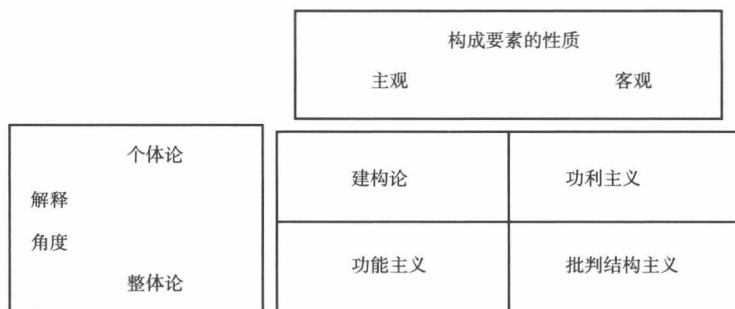 构成要素的性质
主观 客观
个体论
解释
角度
整体论
建构论 功利主义
功能主义 批判结构主义